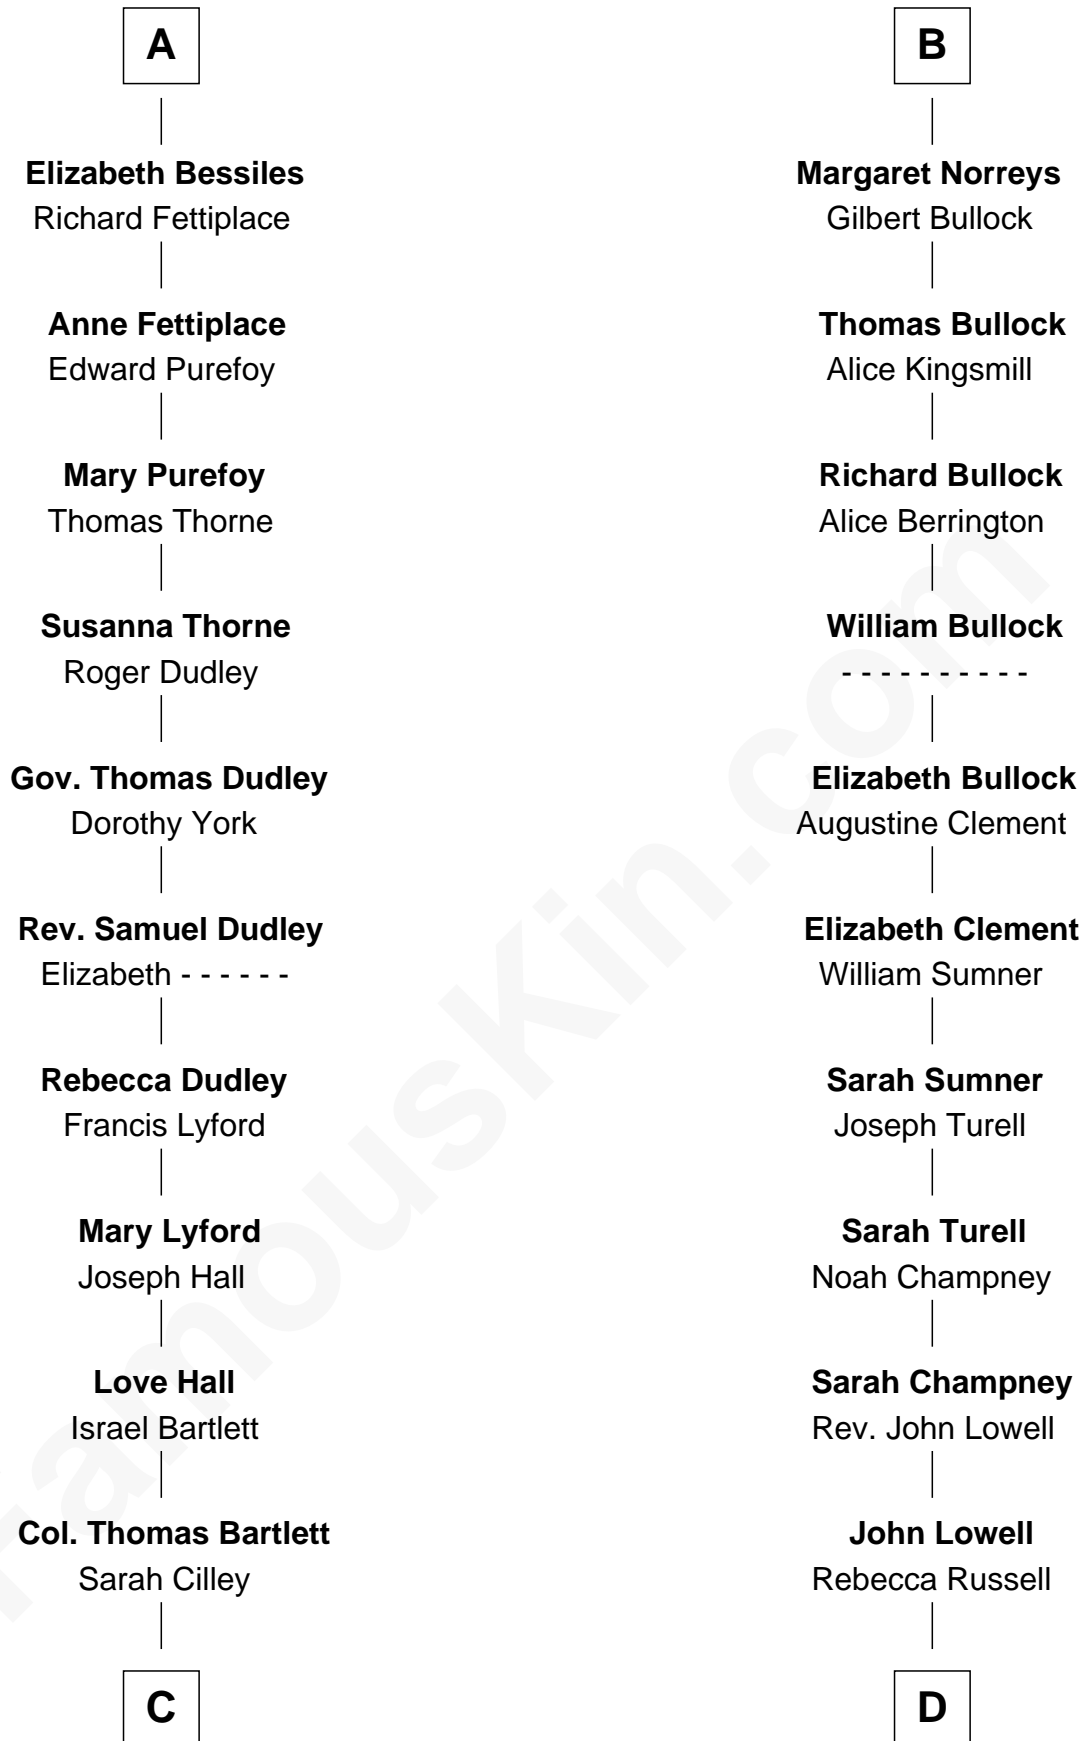 A
Elizabeth Bessiles
Richard Fettiplace
Anne Fettiplace
Edward Purefoy
Mary Purefoy
Thomas Thorne
Susanna Thorne
Roger Dudley
Gov. Thomas Dudley
Dorothy York
Rev. Samuel Dudley
Elizabeth - - - - - -
Rebecca Dudley
Francis Lyford
Mary Lyford
Joseph Hall
Love Hall
Israel Bartlett
Col. Thomas Bartlett
Sarah Cilley
C
B
Margaret Norreys
Gilbert Bullock
Thomas Bullock
Alice Kingsmill
Richard Bullock
Alice Berrington
William Bullock
- - - - - - - - - -
Elizabeth Bullock
Augustine Clement
Elizabeth Clement
William Sumner
Sarah Sumner
Joseph Turell
Sarah Turell
Noah Champney
Sarah Champney
Rev. John Lowell
John Lowell
Rebecca Russell
D
FamousKin.com